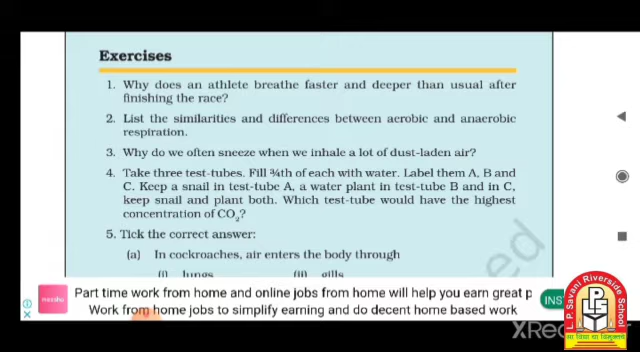 Exercises
1. Why does an athlete breathe faster and deeper than usual after
finishing the race?
2. List the similarities and differences between aerobic and anaerobic
respiration.
3. Why do we often sneeze when we inhale a lot of dust-laden air?
4. Take three test-tubes. Fill ¾th of each with water. Label them A, B and
C. Keep a snail in test-tube A, a water plant in test-tube B and in C,
keep snail and plant both. Which test-tube would have the highest
concentration of CO₂?
5. Tick the correct answer:
(a) In cockroaches, air enters the body through
(i) lungs (ii) gills
Part time work from home and online jobs from home will help you earn great p
Work from home jobs to simplify earning and do decent home based work
INS
XRec
L. P. Savani Riverside School
LPS